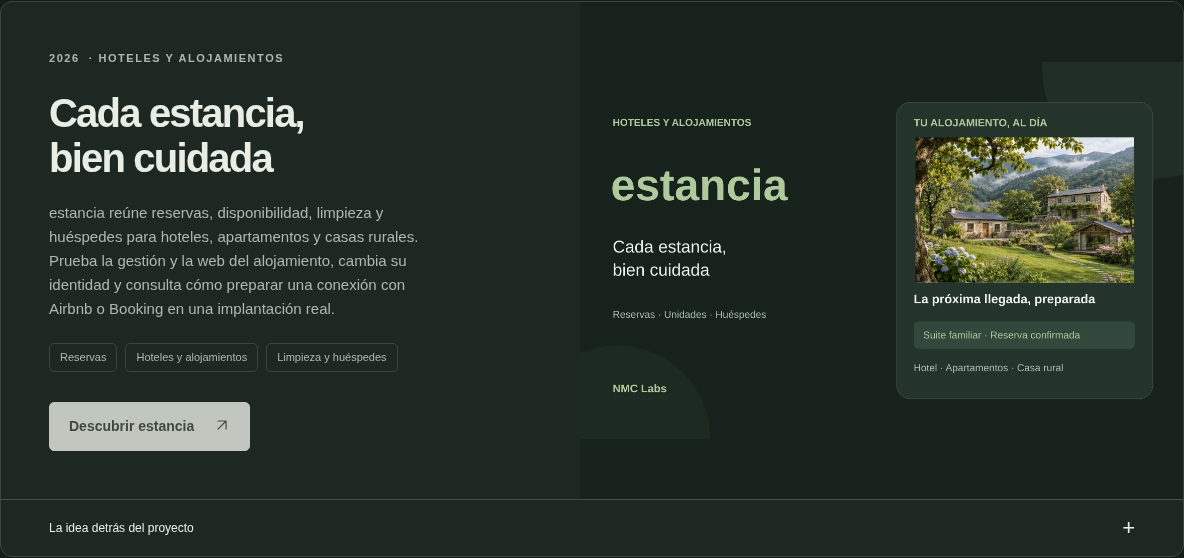 2026 · HOTELES Y ALOJAMIENTOS
Cada estancia,
bien cuidada
estancia reúne reservas, disponibilidad, limpieza y
huéspedes para hoteles, apartamentos y casas rurales.
Prueba la gestión y la web del alojamiento, cambia su
identidad y consulta cómo preparar una conexión con
Airbnb o Booking en una implantación real.
Reservas
Hoteles y alojamientos
Limpieza y huéspedes
Descubrir estancia
HOTELES Y ALOJAMIENTOS
estancia
Cada estancia,
bien cuidada
Reservas · Unidades · Huéspedes
NMC Labs
TU ALOJAMIENTO, AL DÍA
La próxima llegada, preparada
Suite familiar · Reserva confirmada
Hotel · Apartamentos · Casa rural
La idea detrás del proyecto
+